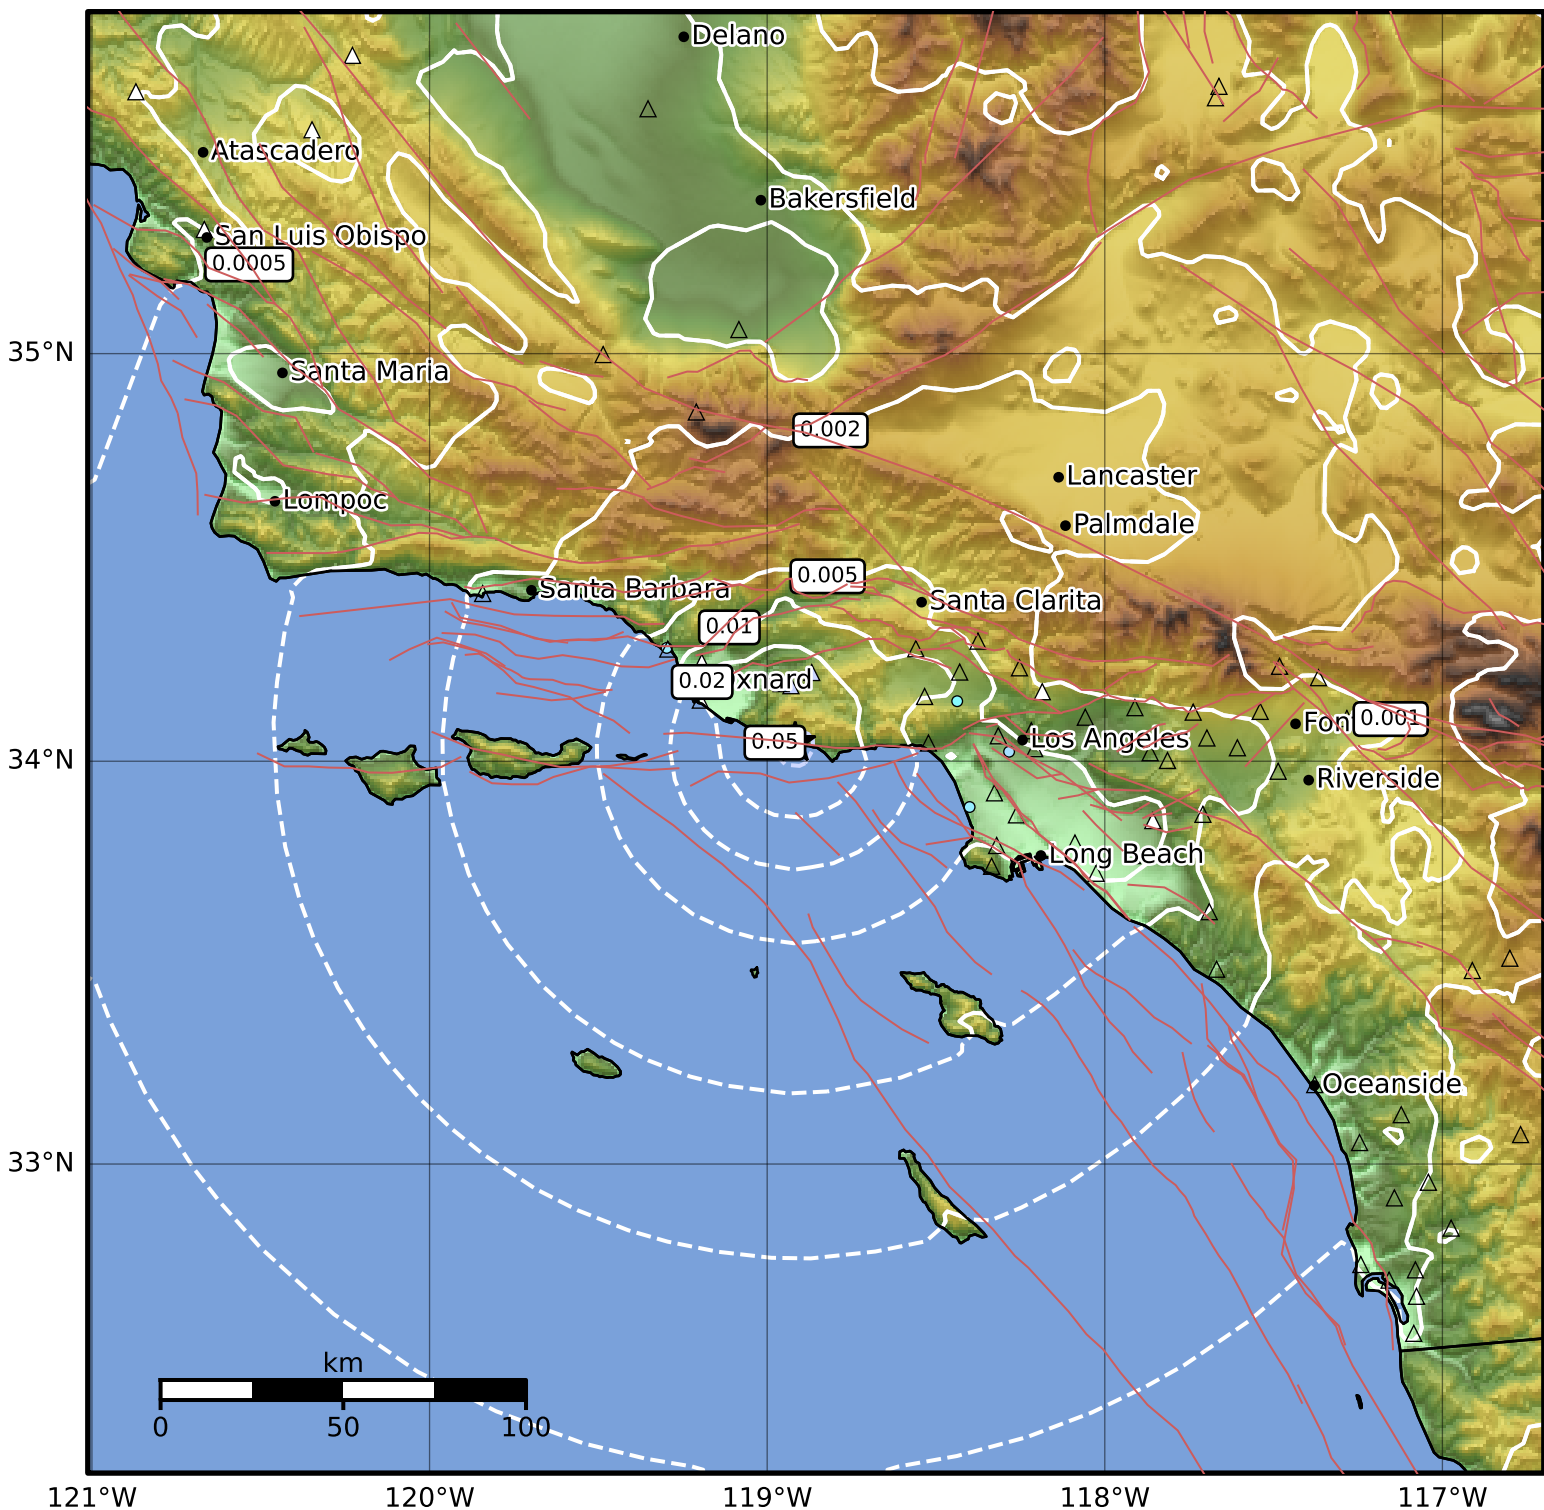 Delano
Atascadero
Bakersfield
San Luis Obispo
0.0005
35°N
Santa Maria
0.002
Lancaster
Lompoc
Palmdale
0.005
Santa Barbara
Santa Clarita
0.01
0.02
xnard
0.001
Fon
0.05
Los Angeles
34°N
Riverside
Long Beach
Oceanside
33°N
km
0 50 100
121°W 120°W 119°W 118°W 117°W